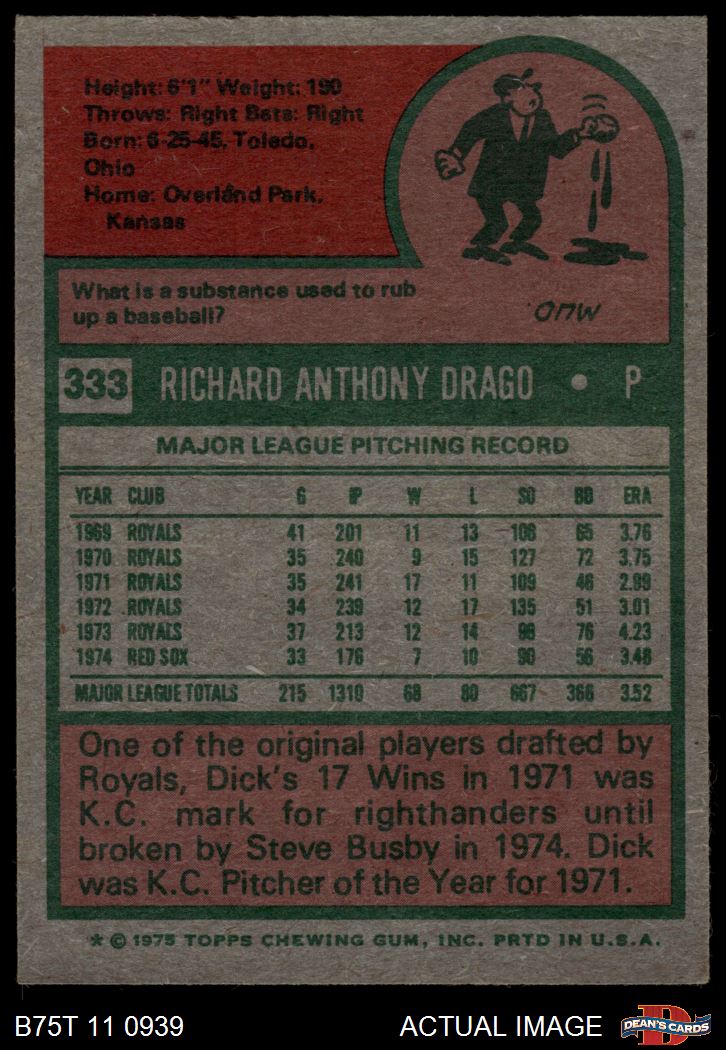 Height: 6'1" Weight: 190
Throws: Right Bats: Right
Born: 6-25-45, Toledo,
Ohio
Home: Overland Park,
Kansas
What is a substance used to rub
up a baseball?
MUD
333 RICHARD ANTHONY DRAGO • P
MAJOR LEAGUE PITCHING RECORD
YEAR CLUB G IP W L SO BB ERA
1969 ROYALS 41 201 11 13 108 65 3.76
1970 ROYALS 35 240 9 15 127 72 3.75
1971 ROYALS 35 241 17 11 109 46 2.99
1972 ROYALS 34 239 12 17 135 51 3.01
1973 ROYALS 37 213 12 14 98 76 4.23
1974 RED SOX 33 176 7 10 90 56 3.48
MAJOR LEAGUE TOTALS 215 1310 68 80 667 366 3.52
One of the original players drafted by
Royals, Dick's 17 Wins in 1971 was
K.C. mark for righthanders until
broken by Steve Busby in 1974. Dick
was K.C. Pitcher of the Year for 1971.
* © 1975 TOPPS CHEWING GUM, INC. PRTD IN U.S.A.
B75T 11 0939 ACTUAL IMAGE D DEAN'S CARDS